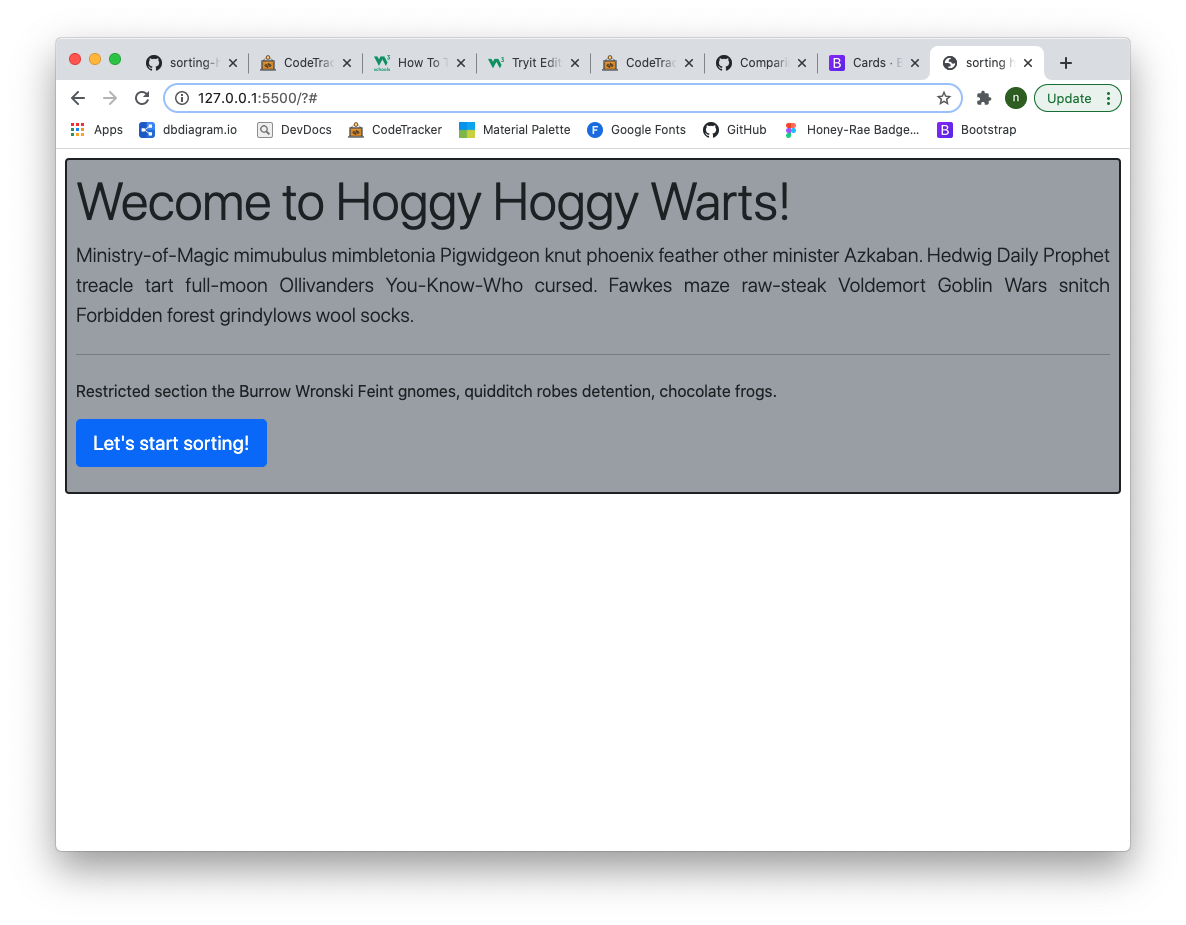 sorting-h CodeTrac How To T Tryit Edit CodeTrac Compari Cards · B sorting h
127.0.0.1:5500/?# n Update
Apps dbdiagram.io DevDocs CodeTracker Material Palette F Google Fonts GitHub Honey-Rae Badge... B Bootstrap
Wecome to Hoggy Hoggy Warts!
Ministry-of-Magic mimubulus mimbletonia Pigwidgeon knut phoenix feather other minister Azkaban. Hedwig Daily Prophet
treacle tart full-moon Ollivanders You-Know-Who cursed. Fawkes maze raw-steak Voldemort Goblin Wars snitch
Forbidden forest grindylows wool socks.
Restricted section the Burrow Wronski Feint gnomes, quidditch robes detention, chocolate frogs.
Let's start sorting!